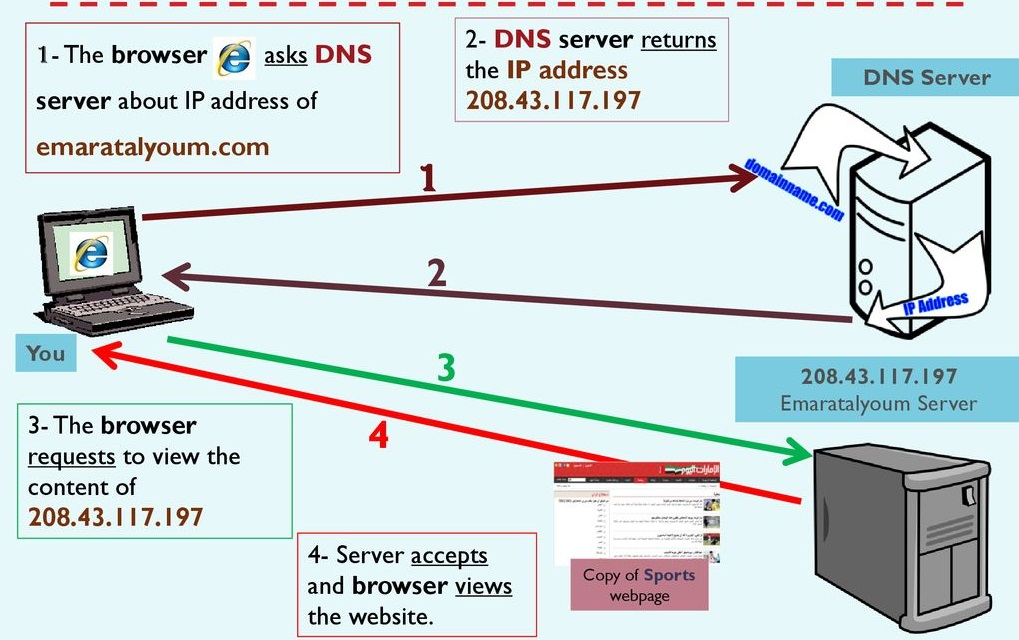 1- The browser asks DNS
server about IP address of
emaratalyoum.com
2- DNS server returns
the IP address
208.43.117.197
DNS Server
domainname.com
IP Address
1
2
You
3
4
208.43.117.197
Emaratalyoum Server
3- The browser
requests to view the
content of
208.43.117.197
4- Server accepts
and browser views
the website.
الإمارات اليوم
Copy of Sports
webpage